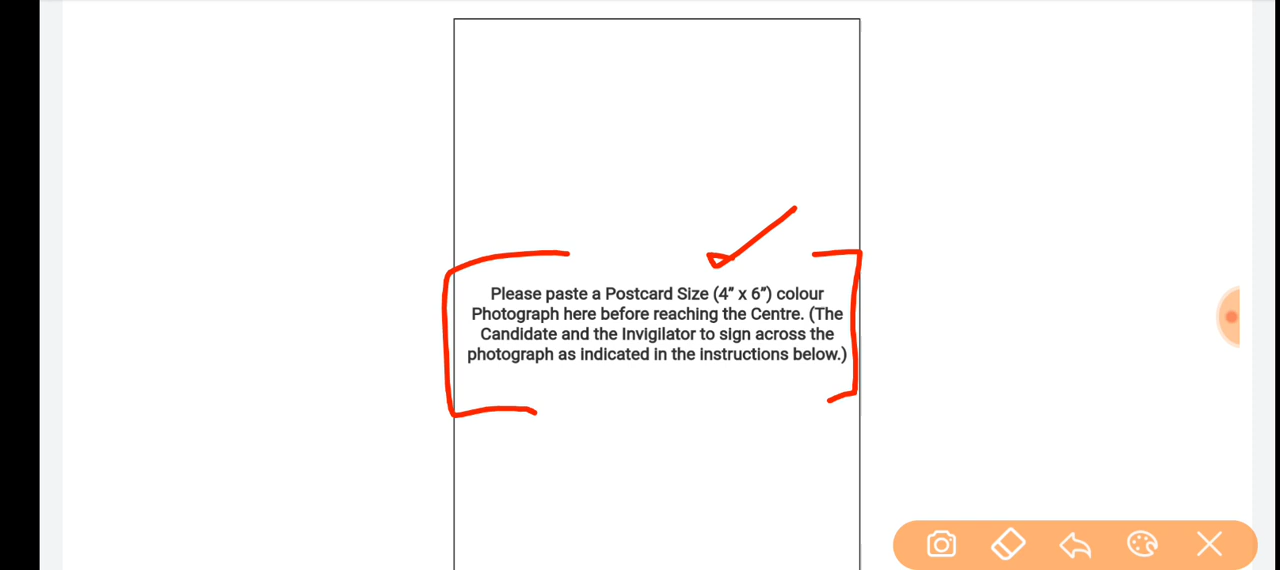 Please paste a Postcard Size (4” x 6”) colour
Photograph here before reaching the Centre. (The
Candidate and the Invigilator to sign across the
photograph as indicated in the instructions below.)